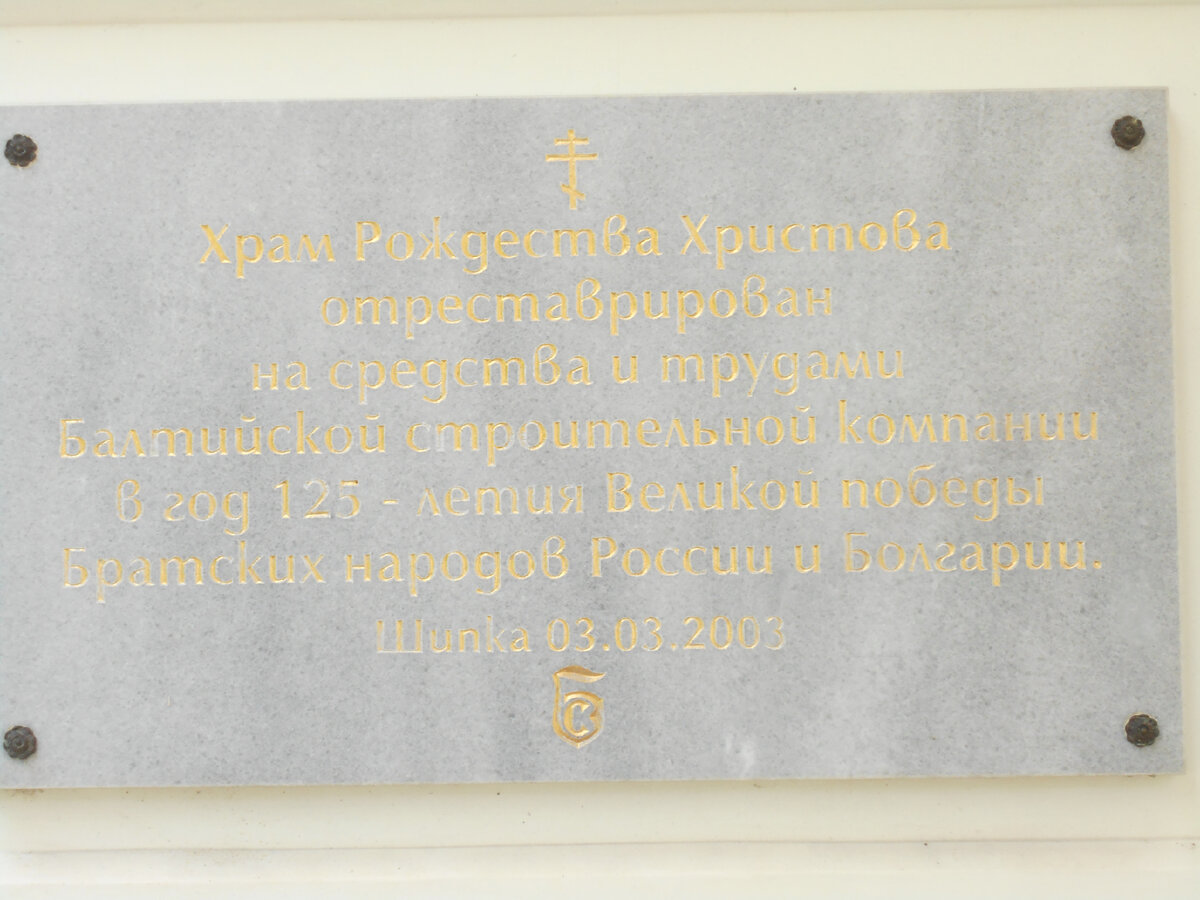 Храм Рождества Христова
отреставрирован
на средства и трудами
Балтийской строительной компании
в год 125 - летия Великой победы
Братских народов России и Болгарии.
Шипка 03.03.2003
БСК